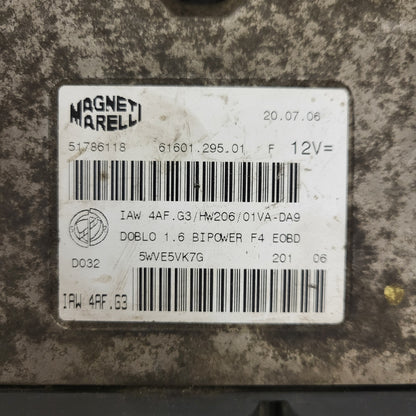 MAGNETI
MARELLI
20.07.06
51786118 61601.295.01 F 12V=
IAW 4AF.G3/HW206/01VA-DA9
DOBLO 1.6 BIPOWER F4 EOBD
D032 5WVE5VK7G 201 06
IAW 4AF.G3